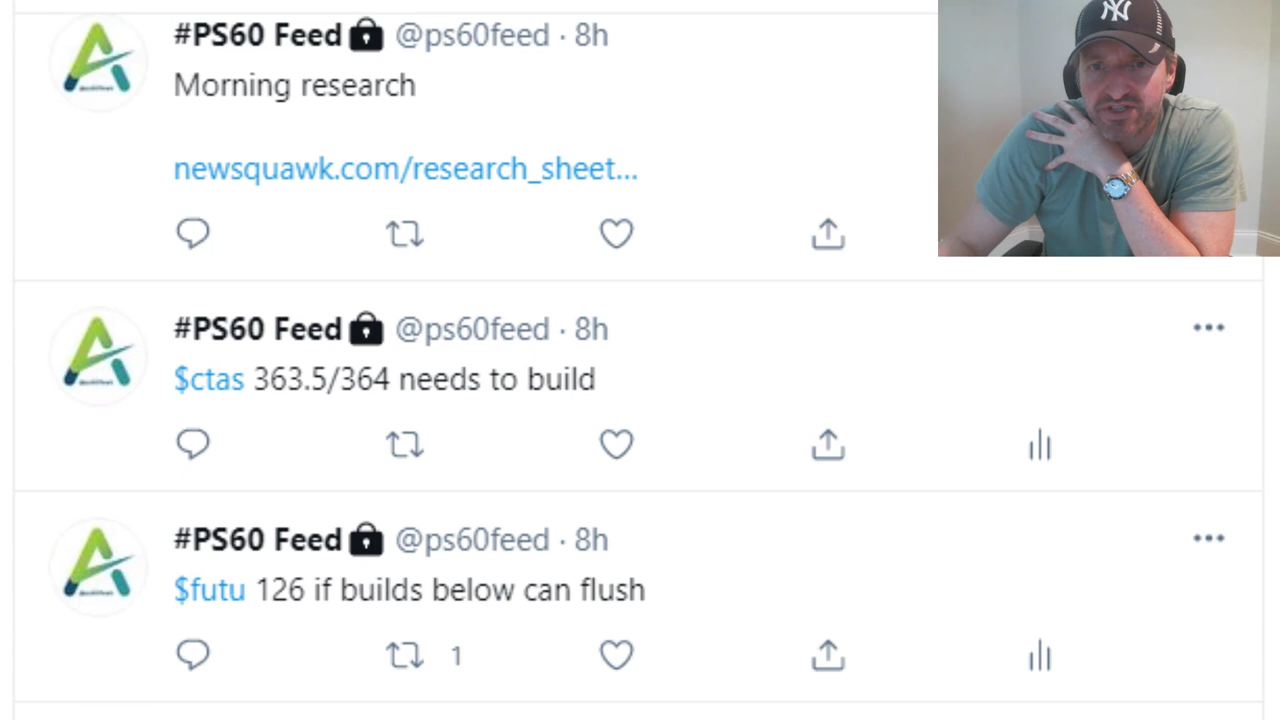 #PS60 Feed🔒 @ps60feed · 8h
Morning research
newsquawk.com/research_sheet...
#PS60 Feed🔒 @ps60feed · 8h
$ctas 363.5/364 needs to build
#PS60 Feed🔒 @ps60feed · 8h
$futu 126 if builds below can flush
1